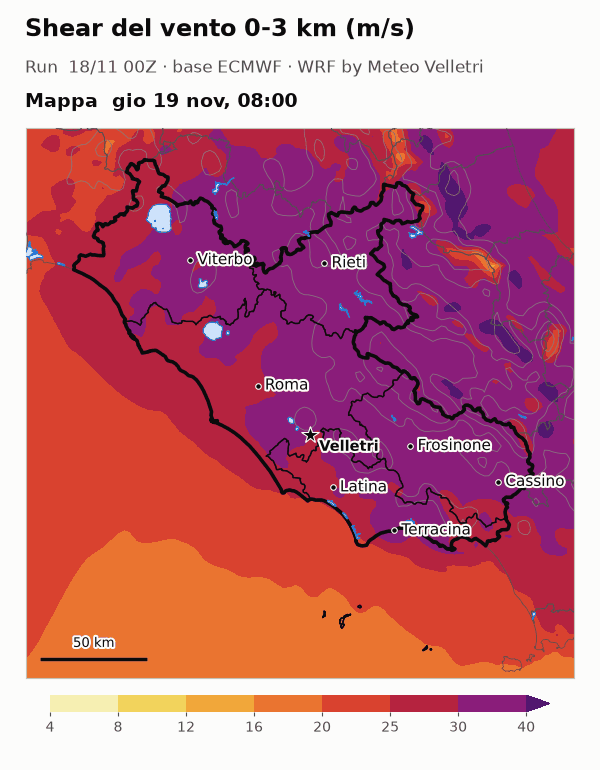 Shear del vento 0-3 km (m/s)
Run 18/11 00Z · base ECMWF · WRF by Meteo Velletri
Mappa gio 19 nov, 08:00
Viterbo
Rieti
Roma
Velletri
Frosinone
Cassino
Latina
Terracina
50 km
4 8 12 16 20 25 30 40